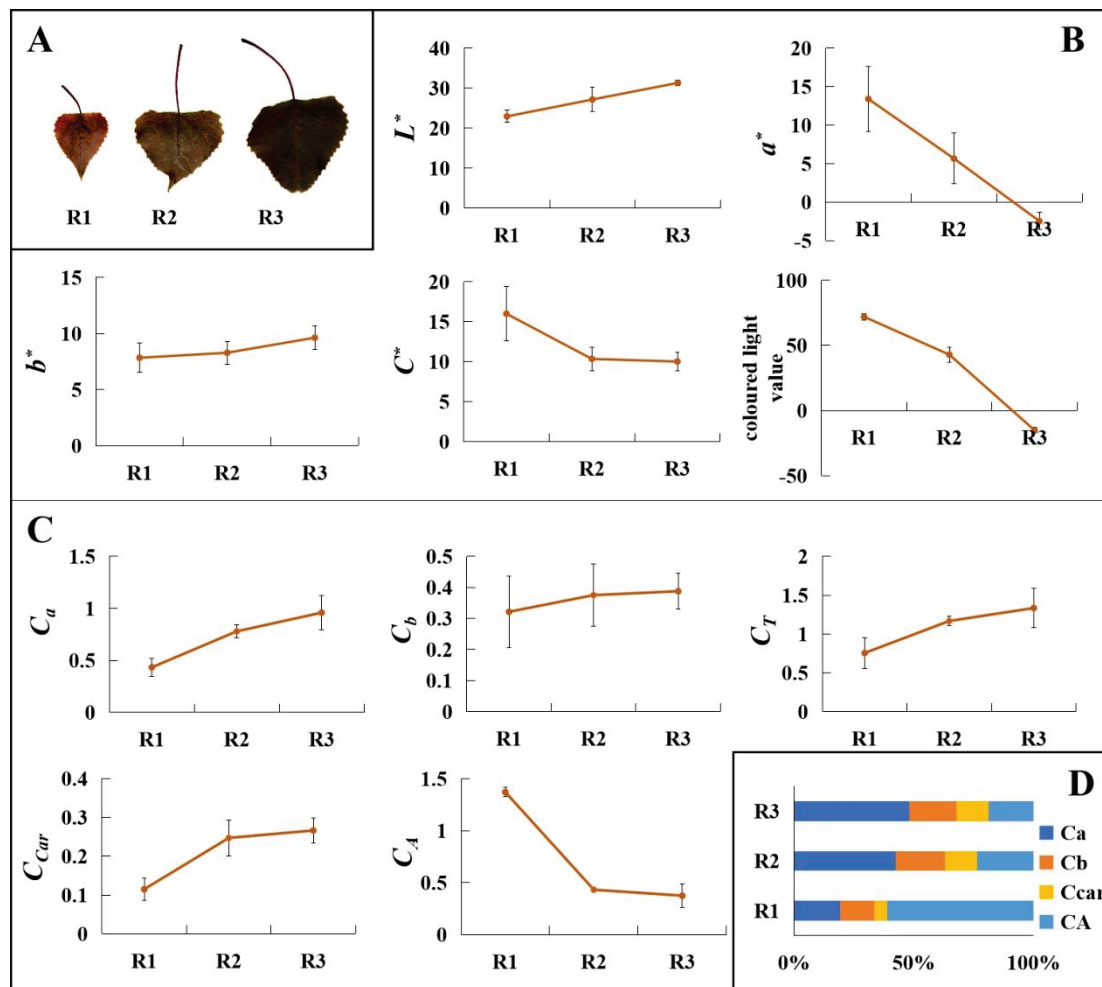 A
R1 R2 R3
B
L*
40
30
20
10
0
R1 R2 R3
a*
20
15
10
5
0
-5
R1 R2 R3
b*
15
10
5
0
R1 R2 R3
C*
20
15
10
5
0
R1 R2 R3
coloured light
value
100
50
0
-50
R1 R2 R3
C
Ca
1.5
1
0.5
0
R1 R2 R3
Cb
0.5
0.4
0.3
0.2
0.1
0
R1 R2 R3
CT
2
1.5
1
0.5
0
R1 R2 R3
CCar
0.4
0.3
0.2
0.1
0
R1 R2 R3
CA
1.5
1
0.5
0
R1 R2 R3
D
R3
R2
R1
0% 50% 100%
Ca
Cb
Ccar
CA